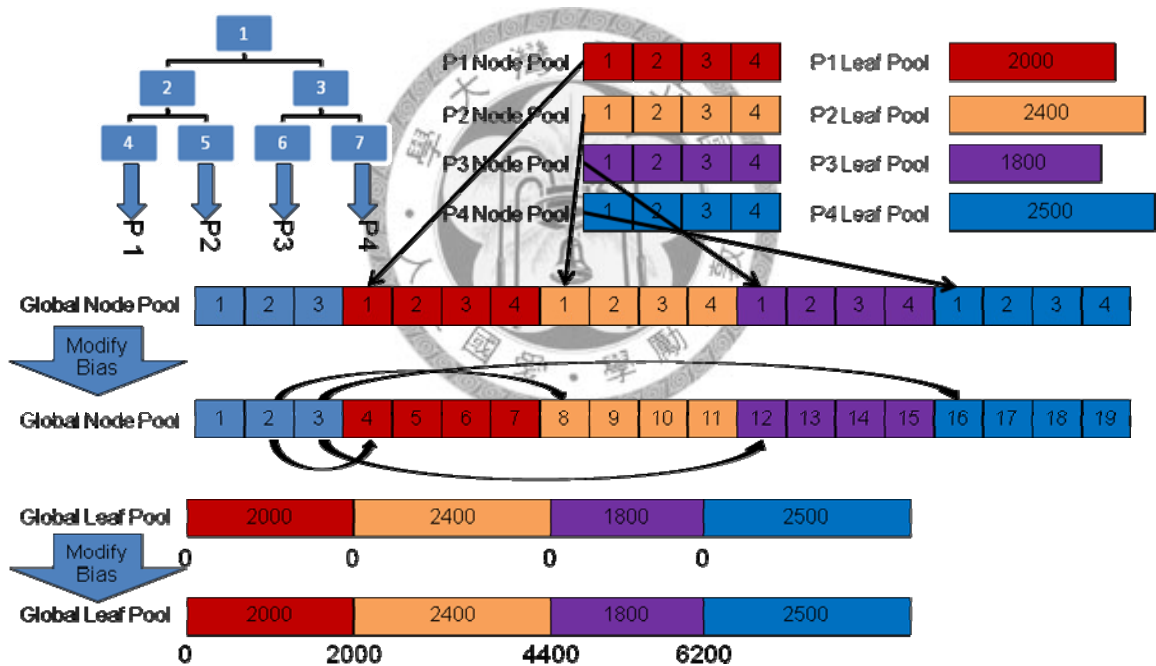 1
2 3
4 5 6 7
P1 P2 P3 P4
P1 Node Pool 1 2 3 4 P1 Leaf Pool 2000
P2 Node Pool 1 2 3 4 P2 Leaf Pool 2400
P3 Node Pool 1 2 3 4 P3 Leaf Pool 1800
P4 Node Pool 1 2 3 4 P4 Leaf Pool 2500
Global Node Pool 1 2 3 1 2 3 4 1 2 3 4 1 2 3 4 1 2 3 4
Modify
Bias
Global Node Pool 1 2 3 4 5 6 7 8 9 10 11 12 13 14 15 16 17 18 19
Global Leaf Pool 2000 2400 1800 2500
0 0 0 0
Modify
Bias
Global Leaf Pool 2000 2400 1800 2500
0 2000 4400 6200